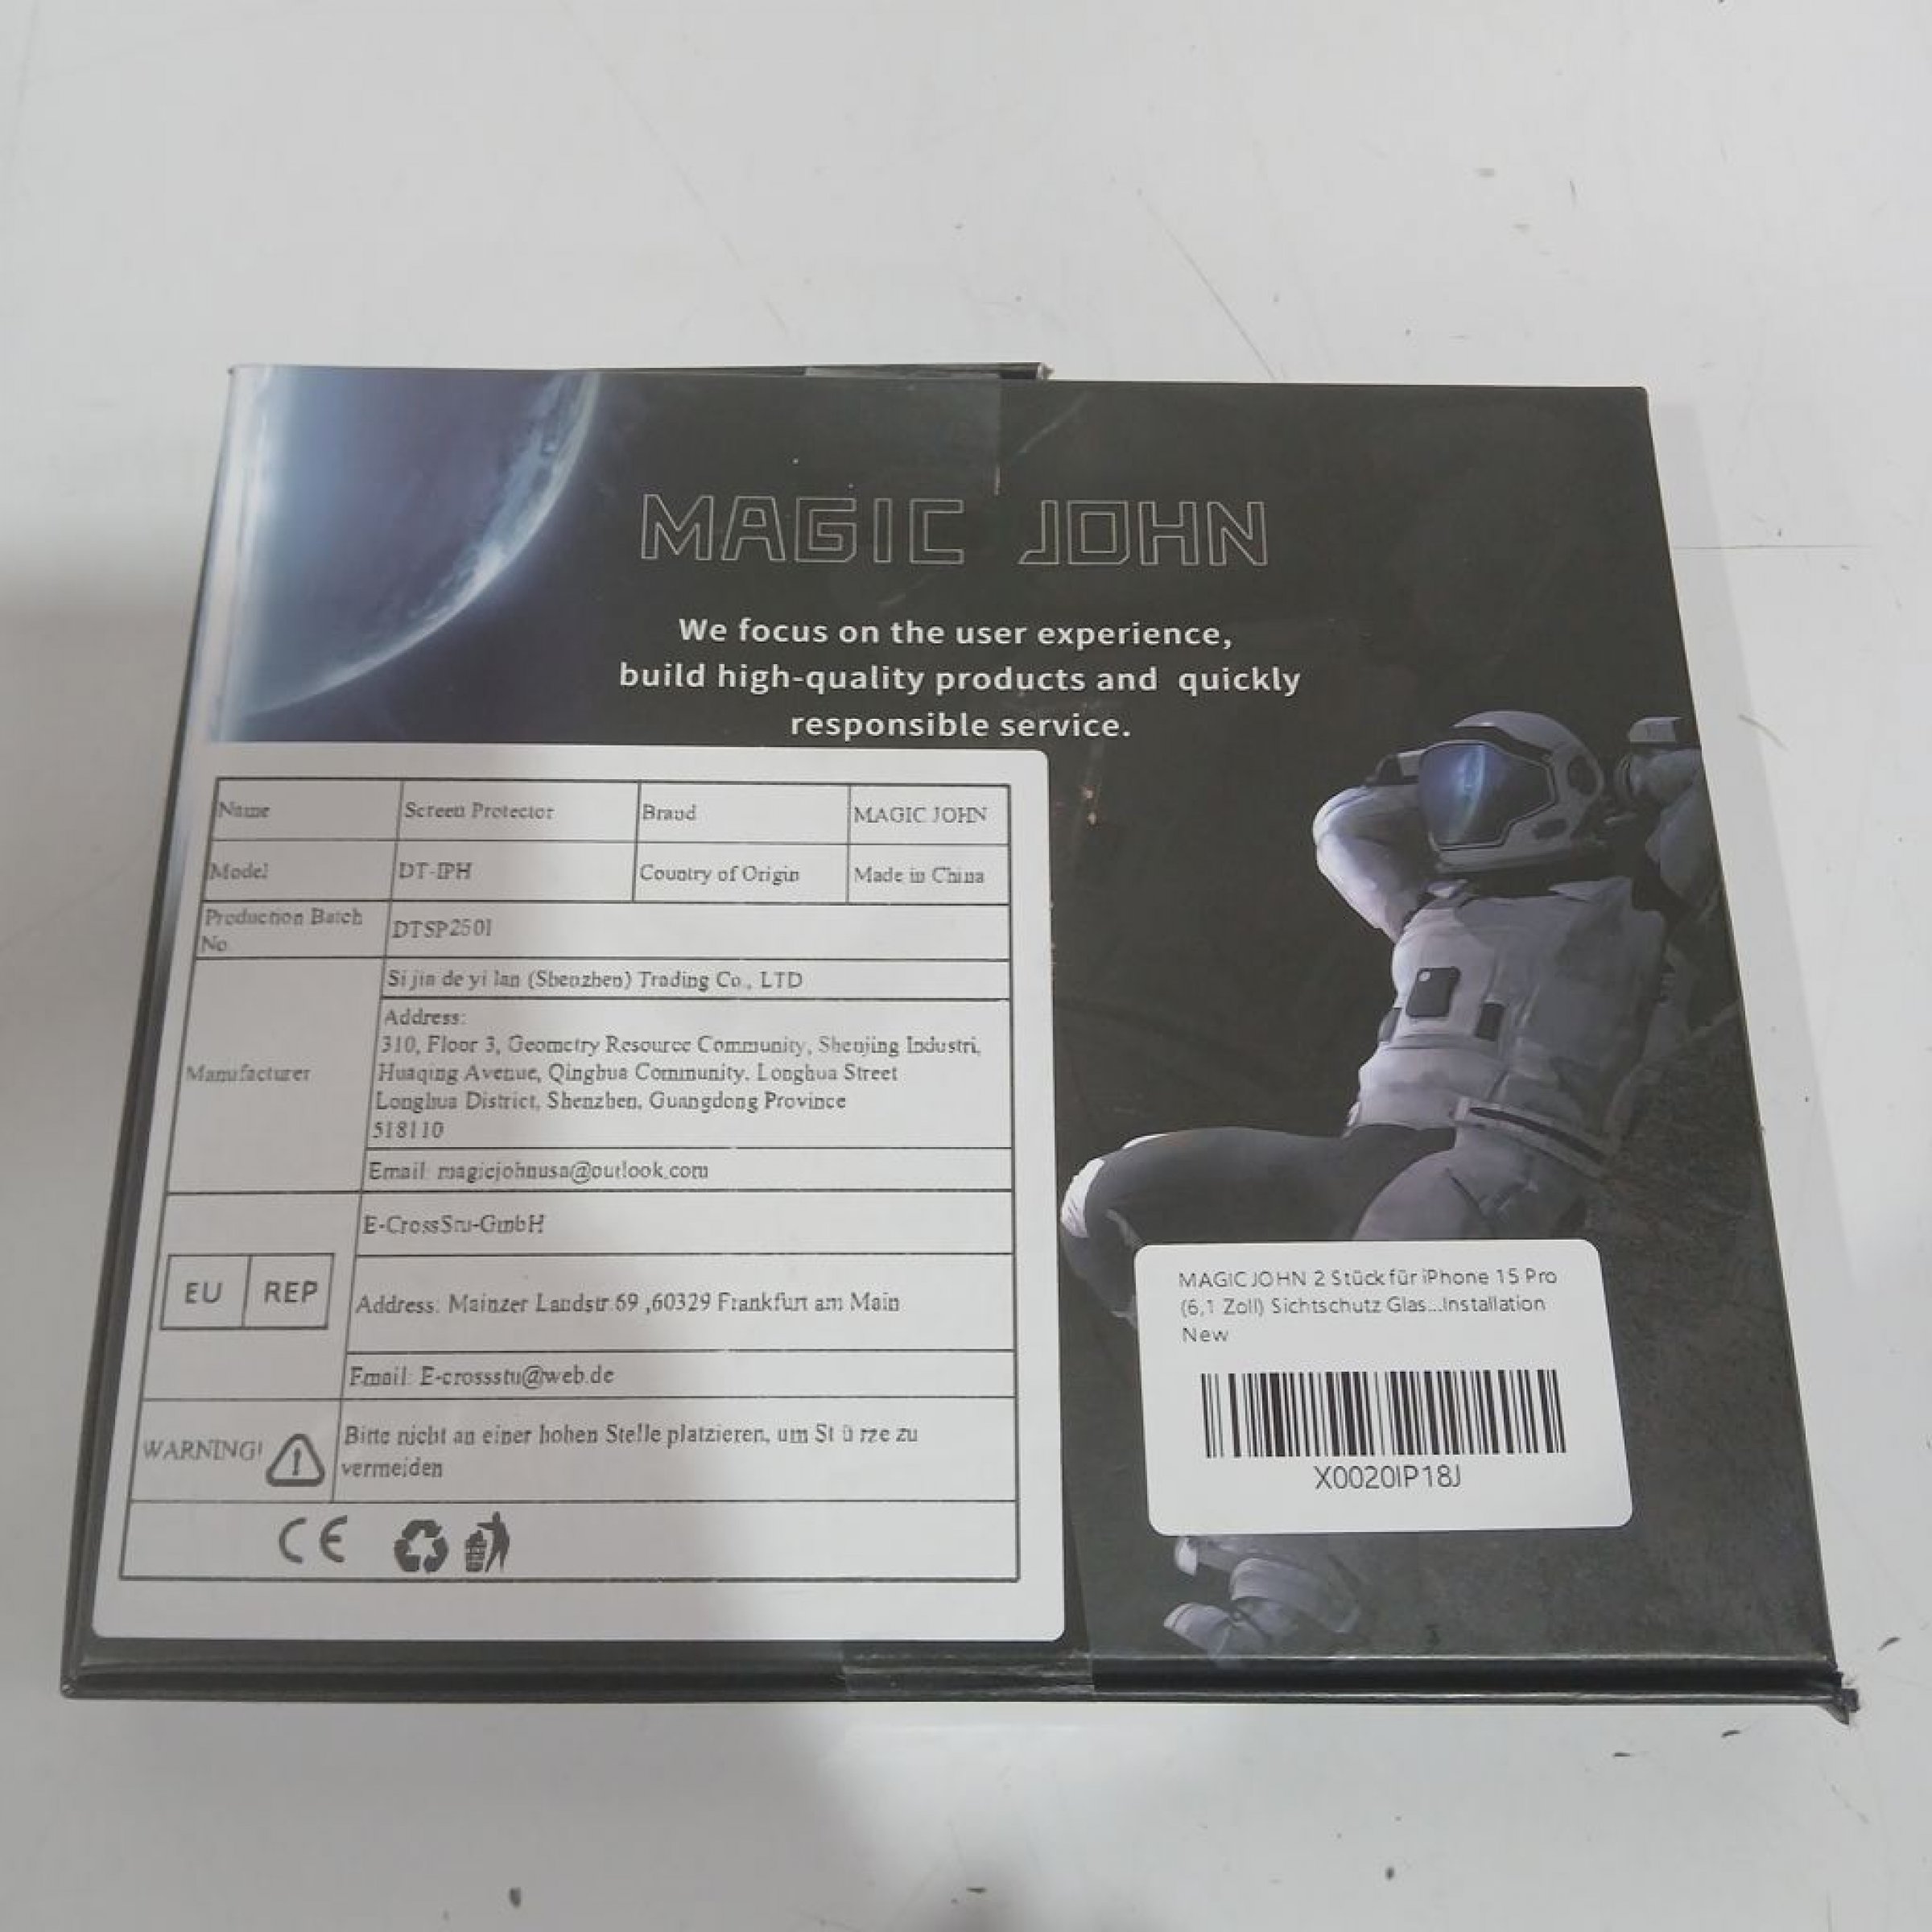 MAGIC JOHN
We focus on the user experience,
build high-quality products and quickly
responsible service.
Name Screen Protector Brand MAGIC JOHN
Model DT-IPH Country of Origin Made in China
Production Batch No. DTSP2501
Manufacturer
Si jin de yi lan (Shenzhen) Trading Co., LTD
Address:
310, Floor 3, Geometry Resource Community, Shenjing Industri,
Huaqing Avenue, Qinghua Community, Longhua Street
Longhua District, Shenzhen, Guangdong Province
518110
Email: magicjohnusa@outlook.com
EU REP
E-CrossStu-GmbH
Address: Mainzer Landstr.69 ,60329 Frankfurt am Main
Email: E-crossstu@web.de
WARNING!
Bitte nicht an einer hohen Stelle platzieren, um St ü rze zu
vermeiden
CE
MAGIC JOHN 2 Stück für iPhone 15 Pro
(6,1 Zoll) Sichtschutz Glas...Installation
New
X0020IP18J